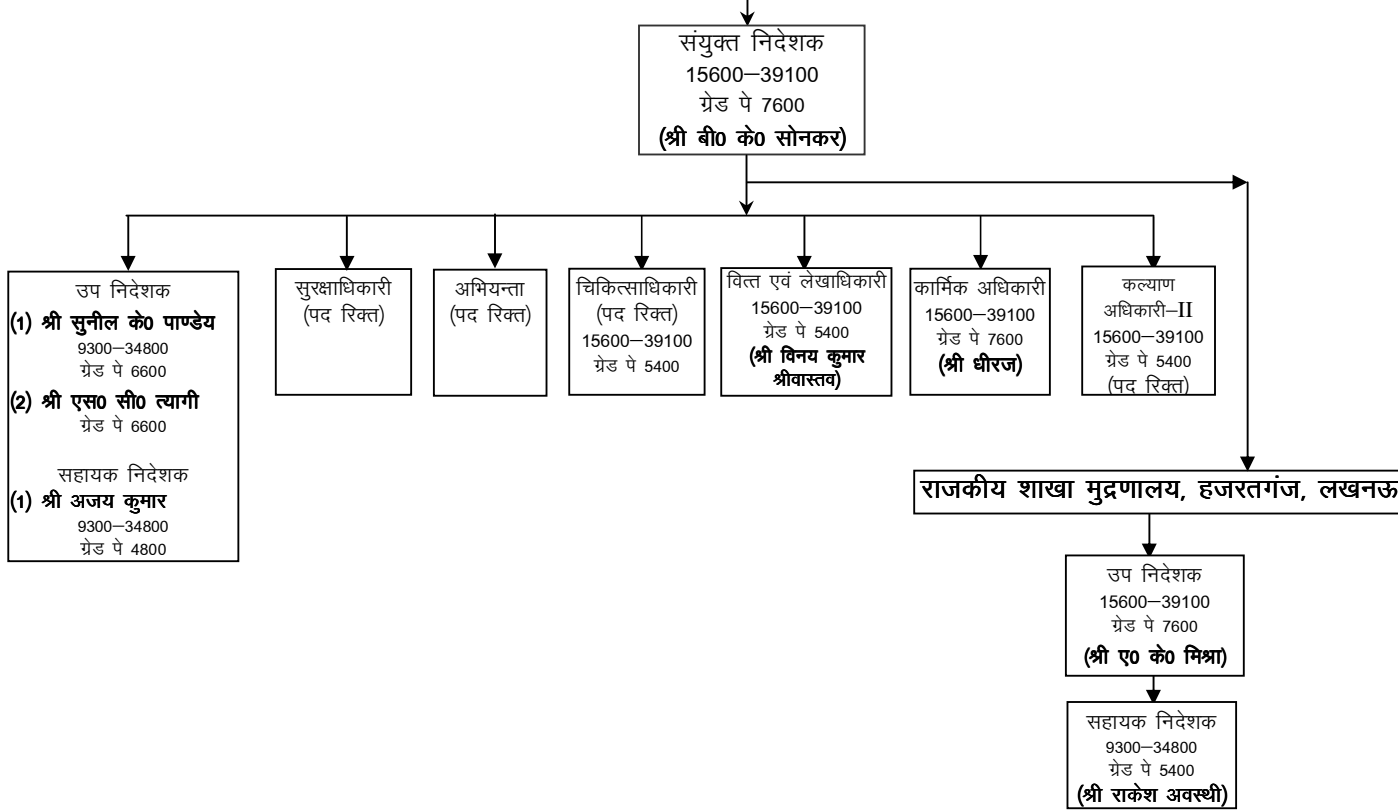 संयुक्त निदेशक
15600–39100
ग्रेड पे 7600
(श्री बी0 के0 सोनकर)
उप निदेशक
(1) श्री सुनील के0 पाण्डेय
9300–34800
ग्रेड पे 6600
(2) श्री एस0 सी0 त्यागी
ग्रेड पे 6600
सहायक निदेशक
(1) श्री अजय कुमार
9300–34800
ग्रेड पे 4800
सुरक्षाधिकारी
(पद रिक्त)
अभियन्ता
(पद रिक्त)
चिकित्साधिकारी
(पद रिक्त)
15600–39100
ग्रेड पे 5400
वित्त एवं लेखाधिकारी
15600–39100
ग्रेड पे 5400
(श्री विनय कुमार
श्रीवास्तव)
कार्मिक अधिकारी
15600–39100
ग्रेड पे 7600
(श्री धीरज)
कल्याण
अधिकारी–II
15600–39100
ग्रेड पे 5400
(पद रिक्त)
राजकीय शाखा मुद्रणालय, हजरतगंज, लखनऊ
उप निदेशक
15600–39100
ग्रेड पे 7600
(श्री ए0 के0 मिश्रा)
सहायक निदेशक
9300–34800
ग्रेड पे 5400
(श्री राकेश अवस्थी)